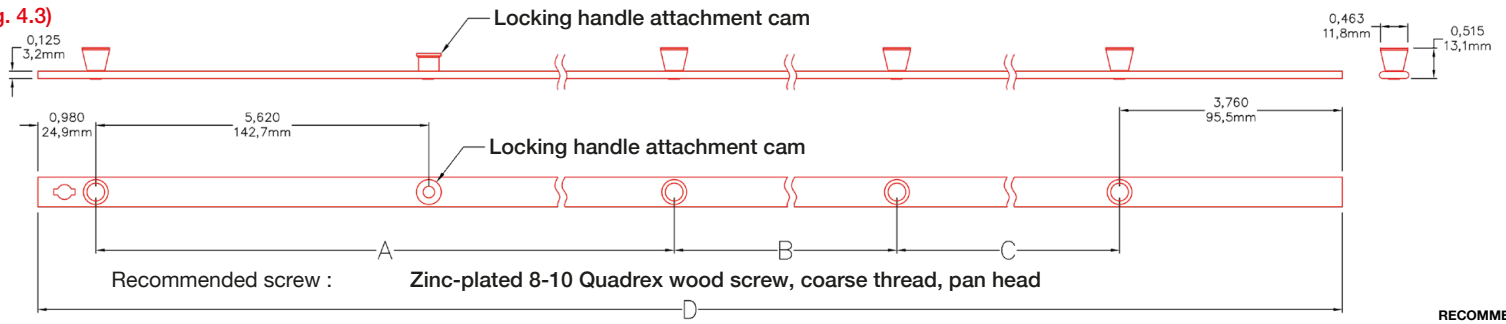 g. 4.3)
Locking handle attachment cam
0,125
3,2mm
0,463
11,8mm
0,515
13,1mm
0,980
24,9mm
5,620
142,7mm
3,760
95,5mm
Locking handle attachment cam
A
B
C
Recommended screw : Zinc-plated 8-10 Quadrex wood screw, coarse thread, pan head
D
RECOMME